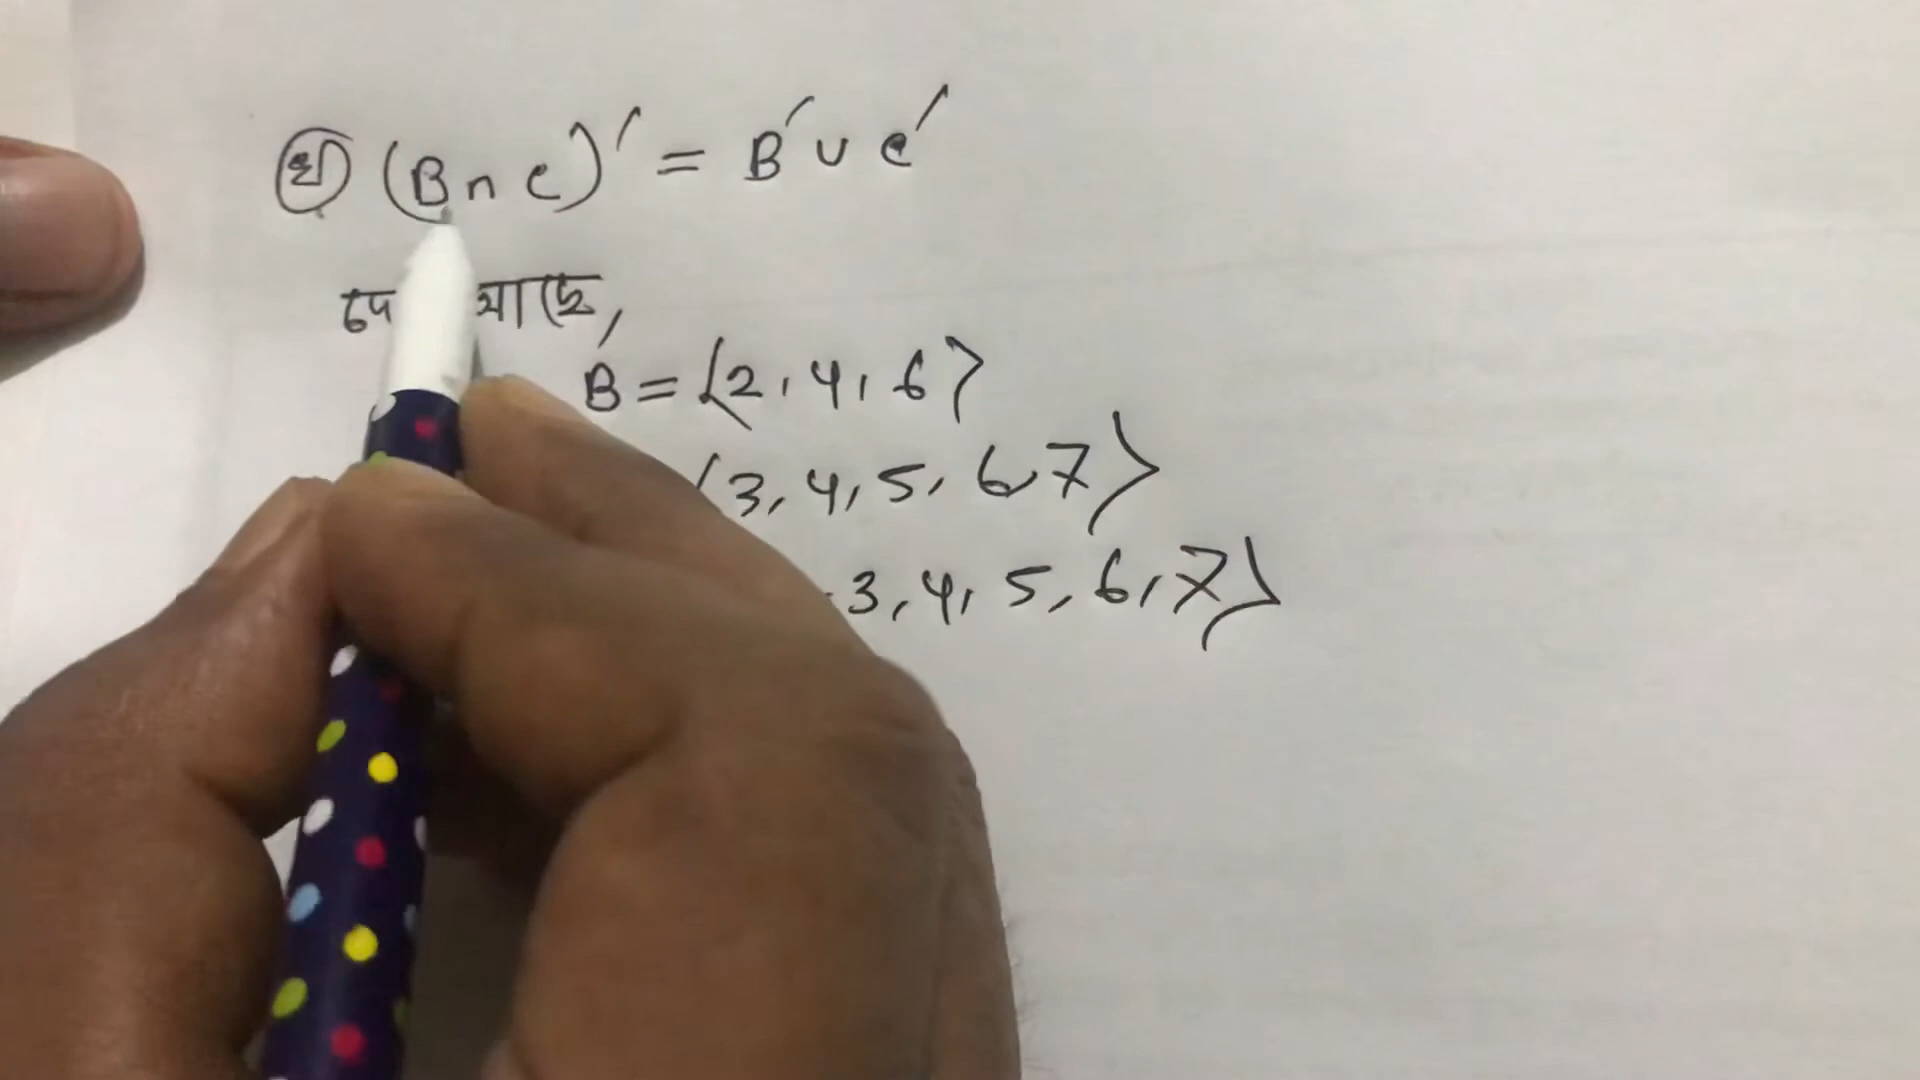 (খ) (B∩C)' = B'∪C'
আছে,
B = {2, 4, 6}
{3, 4, 5, 6, 7}
3, 4, 5, 6, 7}